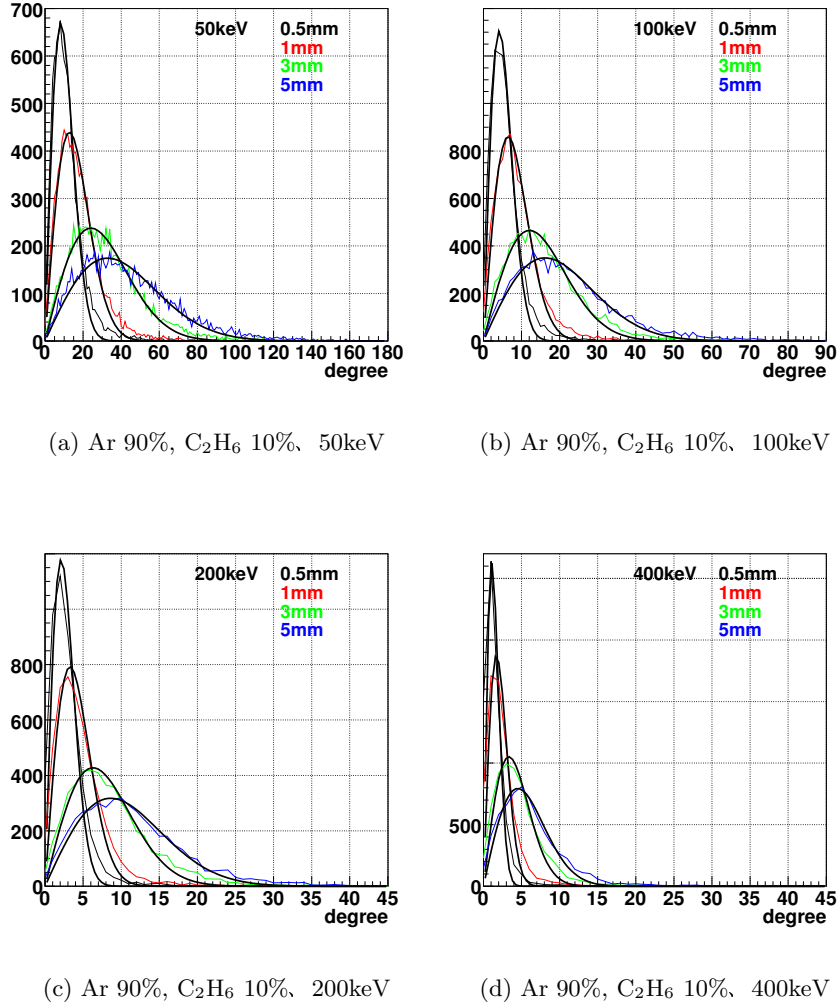 700
600
500
400
300
200
100
0
50keV 0.5mm
1mm
3mm
5mm
0 20 40 60 80 100 120 140 160 180
degree
(a) Ar 90%, C₂H₆ 10%、 50keV
800
600
400
200
0
100keV 0.5mm
1mm
3mm
5mm
0 10 20 30 40 50 60 70 80 90
degree
(b) Ar 90%, C₂H₆ 10%、 100keV
800
600
400
200
0
200keV 0.5mm
1mm
3mm
5mm
0 5 10 15 20 25 30 35 40 45
degree
(c) Ar 90%, C₂H₆ 10%、 200keV
500
0
400keV 0.5mm
1mm
3mm
5mm
0 5 10 15 20 25 30 35 40 45
degree
(d) Ar 90%, C₂H₆ 10%、 400keV